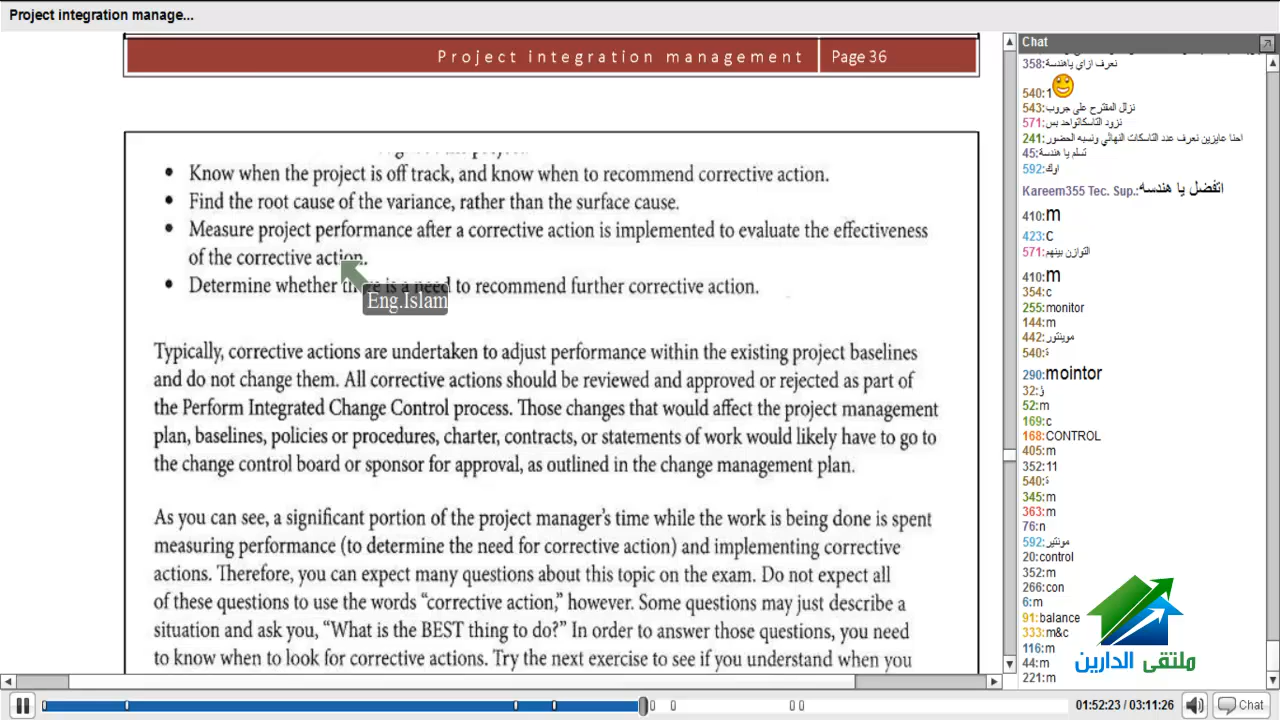 Project integration manage...
Project integration management Page 36
• Know when the project is off track, and know when to recommend corrective action.
• Find the root cause of the variance, rather than the surface cause.
• Measure project performance after a corrective action is implemented to evaluate the effectiveness
of the corrective action.
• Determine whether there is a need to recommend further corrective action.
Eng.Islam
Typically, corrective actions are undertaken to adjust performance within the existing project baselines
and do not change them. All corrective actions should be reviewed and approved or rejected as part of
the Perform Integrated Change Control process. Those changes that would affect the project management
plan, baselines, policies or procedures, charter, contracts, or statements of work would likely have to go to
the change control board or sponsor for approval, as outlined in the change management plan.
As you can see, a significant portion of the project manager's time while the work is being done is spent
measuring performance (to determine the need for corrective action) and implementing corrective
actions. Therefore, you can expect many questions about this topic on the exam. Do not expect all
of these questions to use the words “corrective action,” however. Some questions may just describe a
situation and ask you, “What is the BEST thing to do?” In order to answer those questions, you need
to know when to look for corrective actions. Try the next exercise to see if you understand when you
Chat
358: نعرف ازاي ياهندسة
540:1
543: نزال المقترح على جروب
571: نزود التاسكاتواحد بس
241: احنا عايزين نعرف عدد التاسكات النهائي ونسبه الحضور
45: تسلم يا هندسة
592: اوك
Kareem355 Tec. Sup.: اتفضل يا هندسه
410:m
423:C
571: التوازن بينهم
410:m
354:c
255:monitor
144:m
442: موينتور
540: ة
290:mointor
32: ؤ
52:m
169:c
168:CONTROL
405:m
352:11
540: ة
345:m
363:m
76:n
592: مونتير
20:control
352:m
266:con
6:m
91:balance
333:m&c
116:m
44:m
221:m
ملتقى الدارين
01:52:23 / 03:11:26
Chat